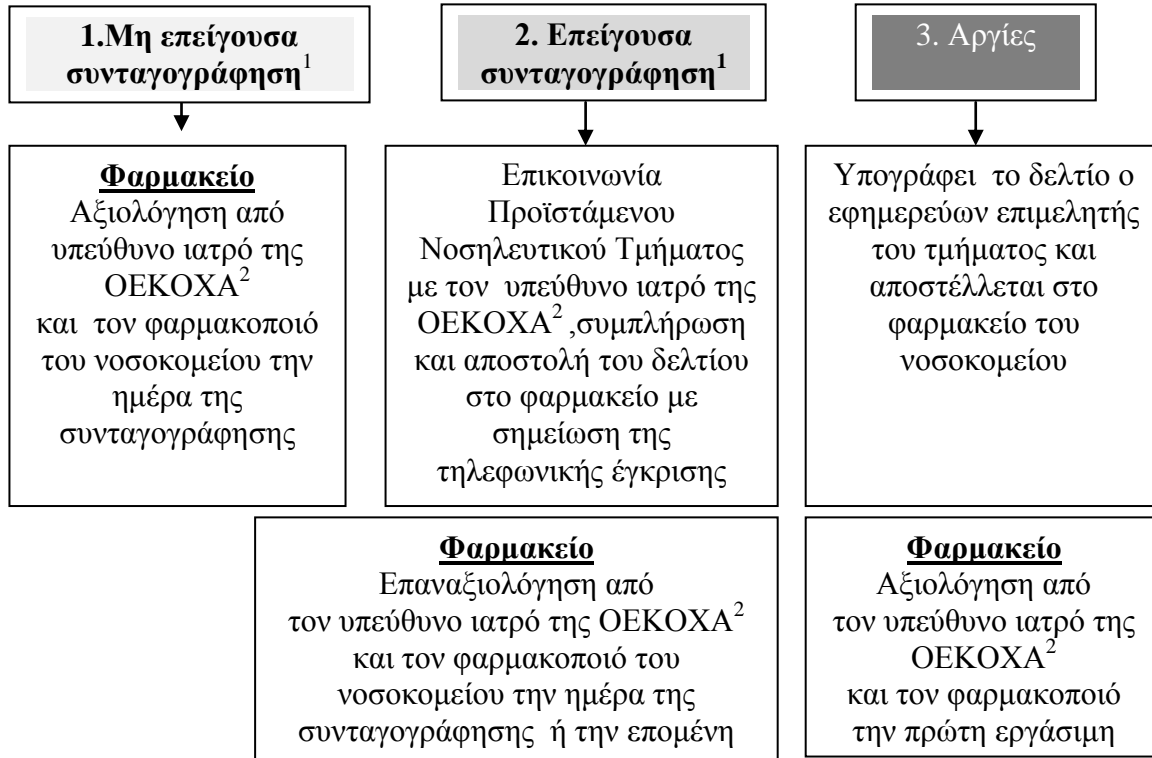 1.Μη επείγουσα
συνταγογράφηση1
2. Επείγουσα
συνταγογράφηση1
3. Αργίες
Φαρμακείο
Αξιολόγηση από
υπεύθυνο ιατρό της
ΟΕΚΟΧΑ2
και τον φαρμακοποιό
του νοσοκομείου την
ημέρα της
συνταγογράφησης
Επικοινωνία
Προϊστάμενου
Νοσηλευτικού Τμήματος
με τον υπεύθυνο ιατρό της
ΟΕΚΟΧΑ2 ,συμπλήρωση
και αποστολή του δελτίου
στο φαρμακείο με
σημείωση της
τηλεφωνικής έγκρισης
Υπογράφει το δελτίο ο
εφημερεύων επιμελητής
του τμήματος και
αποστέλλεται στο
φαρμακείο του
νοσοκομείου
Φαρμακείο
Επαναξιολόγηση από
τον υπεύθυνο ιατρό της ΟΕΚΟΧΑ2
και τον φαρμακοποιό του
νοσοκομείου την ημέρα της
συνταγογράφησης ή την επομένη
Φαρμακείο
Αξιολόγηση από
τον υπεύθυνο ιατρό της
ΟΕΚΟΧΑ2
και τον φαρμακοποιό
την πρώτη εργάσιμη